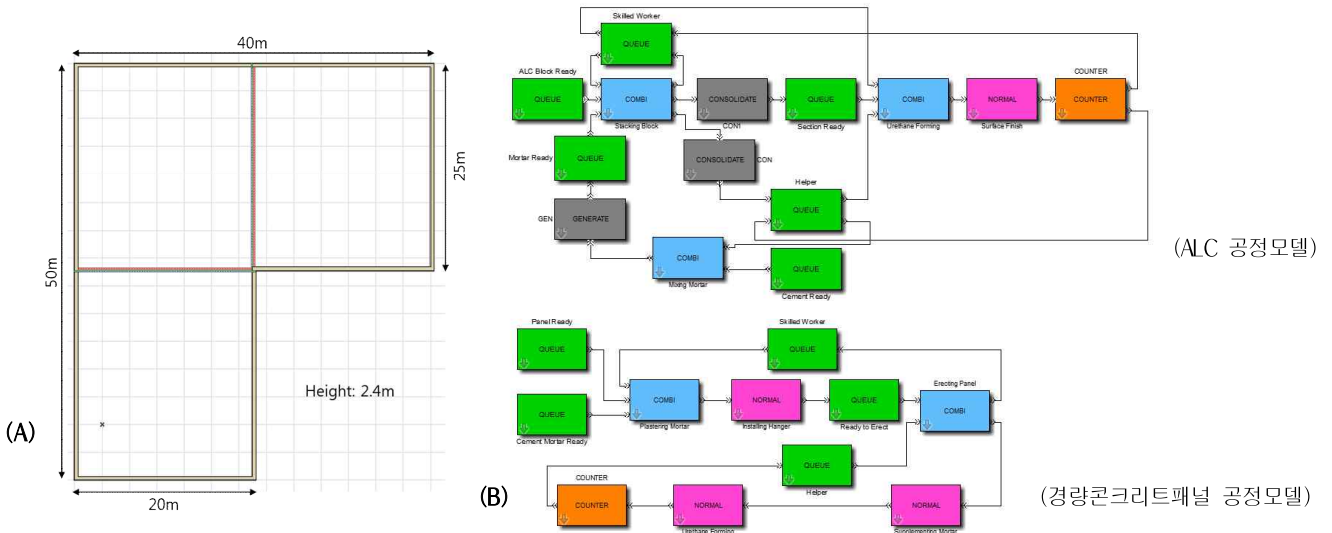 40m
50m
25m
Height: 2.4m
20m
(A)
Skilled Worker
QUEUE
ALC Block Ready
QUEUE
COMBI
Stacking Block
CONSOLIDATE
CON1
QUEUE
Section Ready
COMBI
Urethane Forming
NORMAL
Surface Finish
COUNTER
COUNTER
Mortar Ready
QUEUE
CONSOLIDATE
CON
Helper
QUEUE
GEN
GENERATE
COMBI
Mixing Mortar
QUEUE
Cement Ready
(ALC 공정모델)
Panel Ready
QUEUE
Skilled Worker
QUEUE
COMBI
Plastering Mortar
NORMAL
Installing Hanger
QUEUE
Ready to Erect
Erecting Panel
COMBI
QUEUE
Cement Mortar Ready
QUEUE
Helper
COUNTER
COUNTER
NORMAL
Urethane Forming
NORMAL
Supplementing Mortar
(B)
(경량콘크리트패널 공정모델)